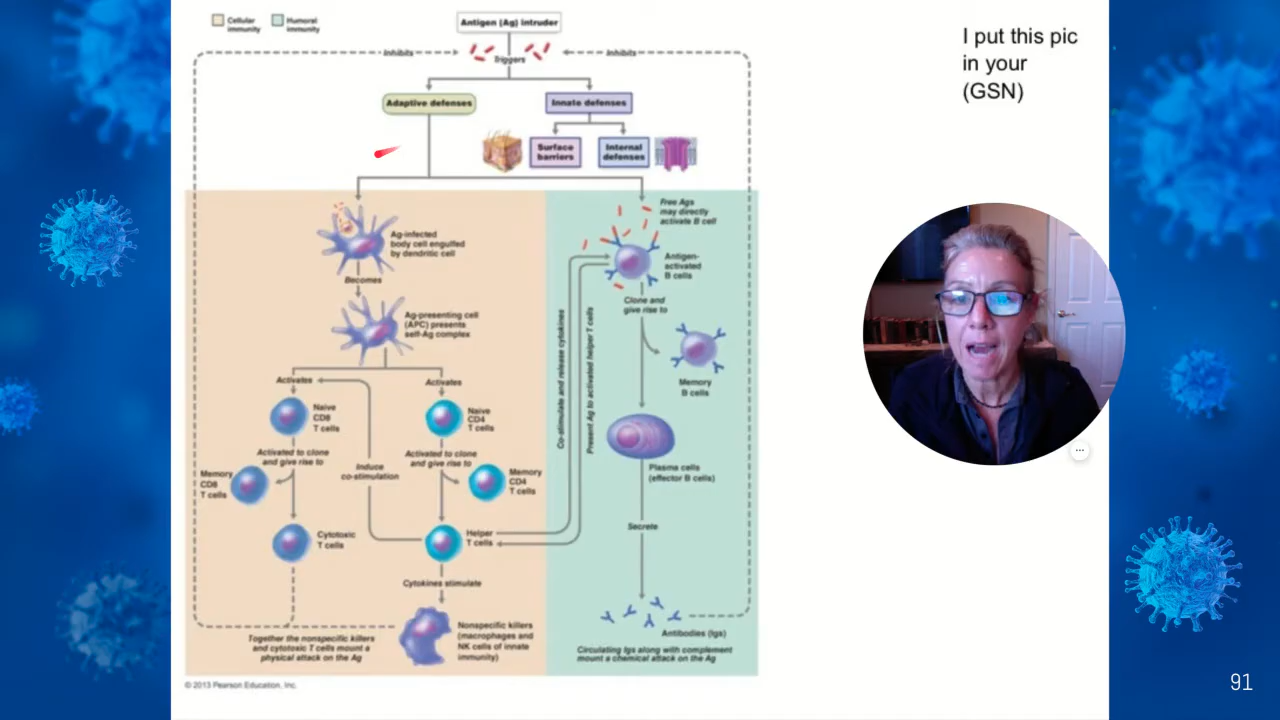 Cellular
immunity
Humoral
immunity
Antigen (Ag) intruder
Inhibits
Triggers
Inhibits
Adaptive defenses
Innate defenses
Surface
barriers
Internal
defenses
Ag-infected
body cell engulfed
by dendritic cell
Becomes
Ag-presenting cell
(APC) presents
self-Ag complex
Activates
Activates
Naive
CD8
T cells
Naive
CD4
T cells
Activated to clone
and give rise to
Activated to clone
and give rise to
Memory
CD8
T cells
Induce
co-stimulation
Memory
CD4
T cells
Cytotoxic
T cells
Helper
T cells
Cytokines stimulate
Together the nonspecific killers
and cytotoxic T cells mount a
physical attack on the Ag
Nonspecific killers
(macrophages and
NK cells of innate
immunity)
Free Ags
may directly
activate B cell
Antigen-
activated
B cells
Clone and
give rise to
Co-stimulate and release cytokines
Present Ag to activated helper T cells
Memory
B cells
Plasma cells
(effector B cells)
Secrete
Antibodies (Igs)
Circulating Igs along with complement
mount a chemical attack on the Ag
© 2013 Pearson Education, Inc.
I put this pic
in your
(GSN)
91